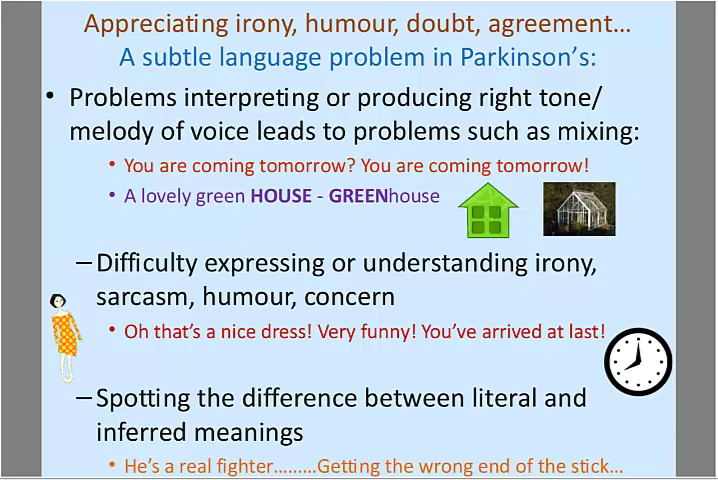 Appreciating irony, humour, doubt, agreement…
A subtle language problem in Parkinson's:
• Problems interpreting or producing right tone/
melody of voice leads to problems such as mixing:
• You are coming tomorrow? You are coming tomorrow!
• A lovely green HOUSE - GREENhouse
– Difficulty expressing or understanding irony,
sarcasm, humour, concern
• Oh that's a nice dress! Very funny! You've arrived at last!
– Spotting the difference between literal and
inferred meanings
• He's a real fighter………Getting the wrong end of the stick…